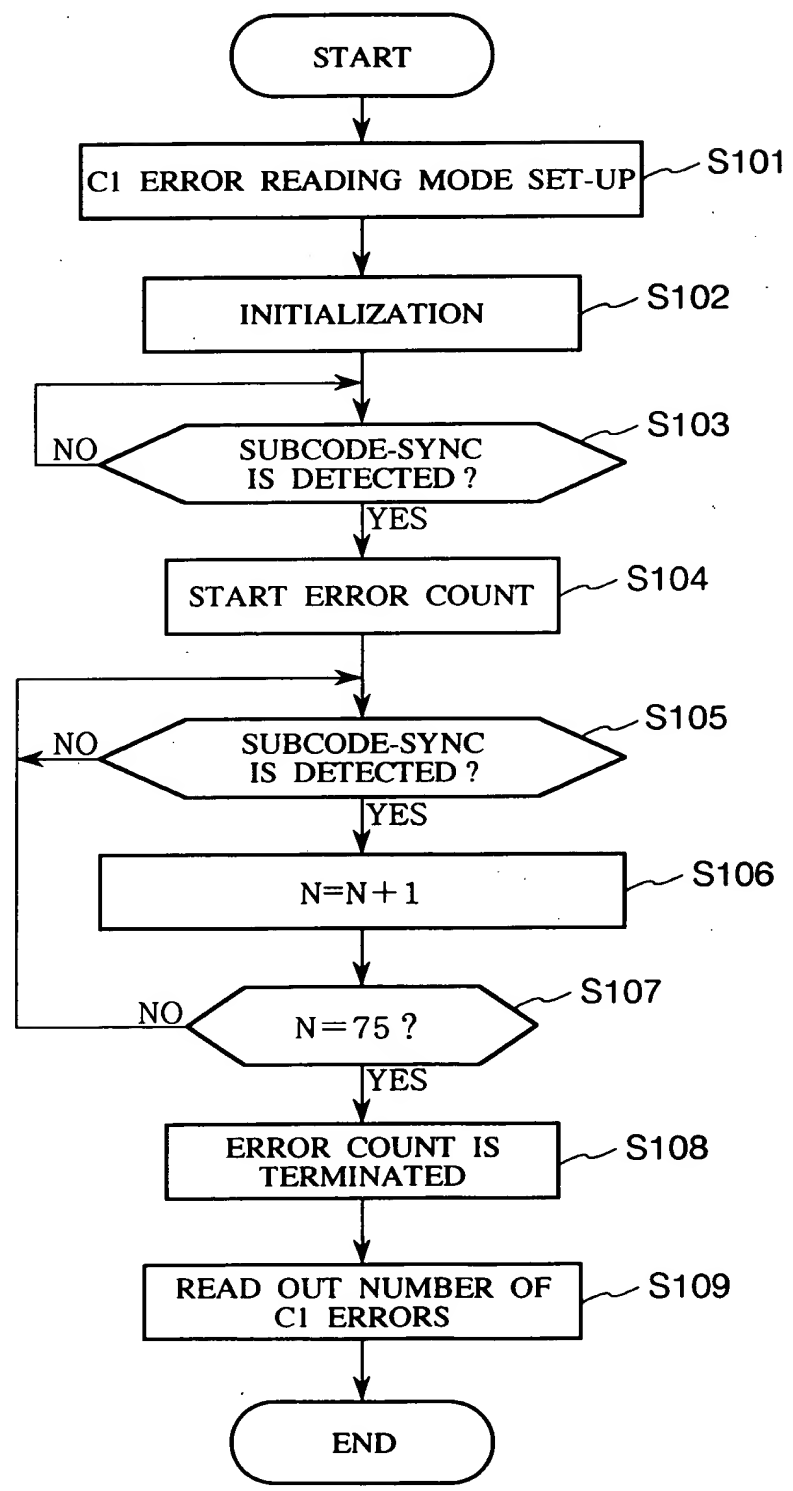 START
C1 ERROR READING MODE SET-UP
S101
INITIALIZATION
S102
SUBCODE-SYNC
IS DETECTED?
S103
NO
YES
START ERROR COUNT
S104
SUBCODE-SYNC
IS DETECTED?
S105
NO
YES
N=N+1
S106
N=75?
S107
NO
YES
ERROR COUNT IS
TERMINATED
S108
READ OUT NUMBER OF
C1 ERRORS
S109
END